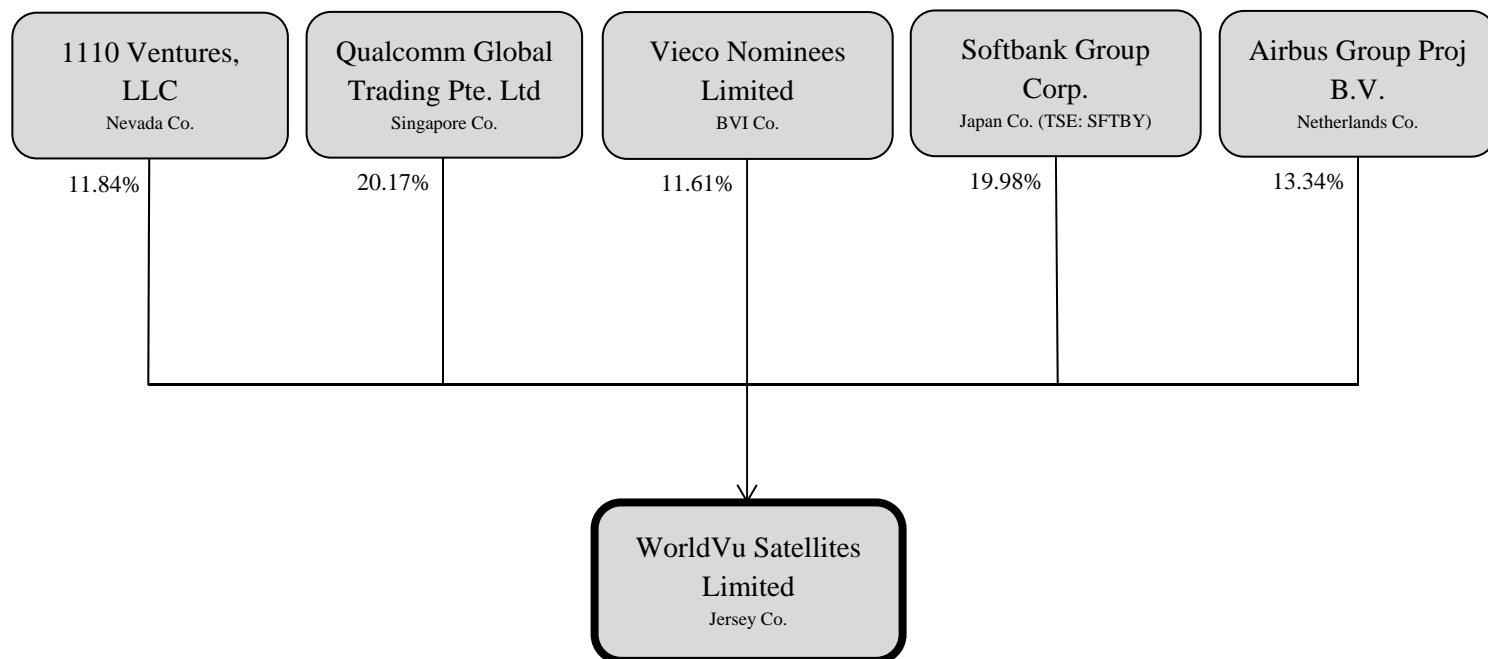 1110 Ventures,
LLC
Nevada Co.
Qualcomm Global
Trading Pte. Ltd
Singapore Co.
Vieco Nominees
Limited
BVI Co.
Softbank Group
Corp.
Japan Co. (TSE: SFTBY)
Airbus Group Proj
B.V.
Netherlands Co.
11.84%
20.17%
11.61%
19.98%
13.34%
WorldVu Satellites
Limited
Jersey Co.